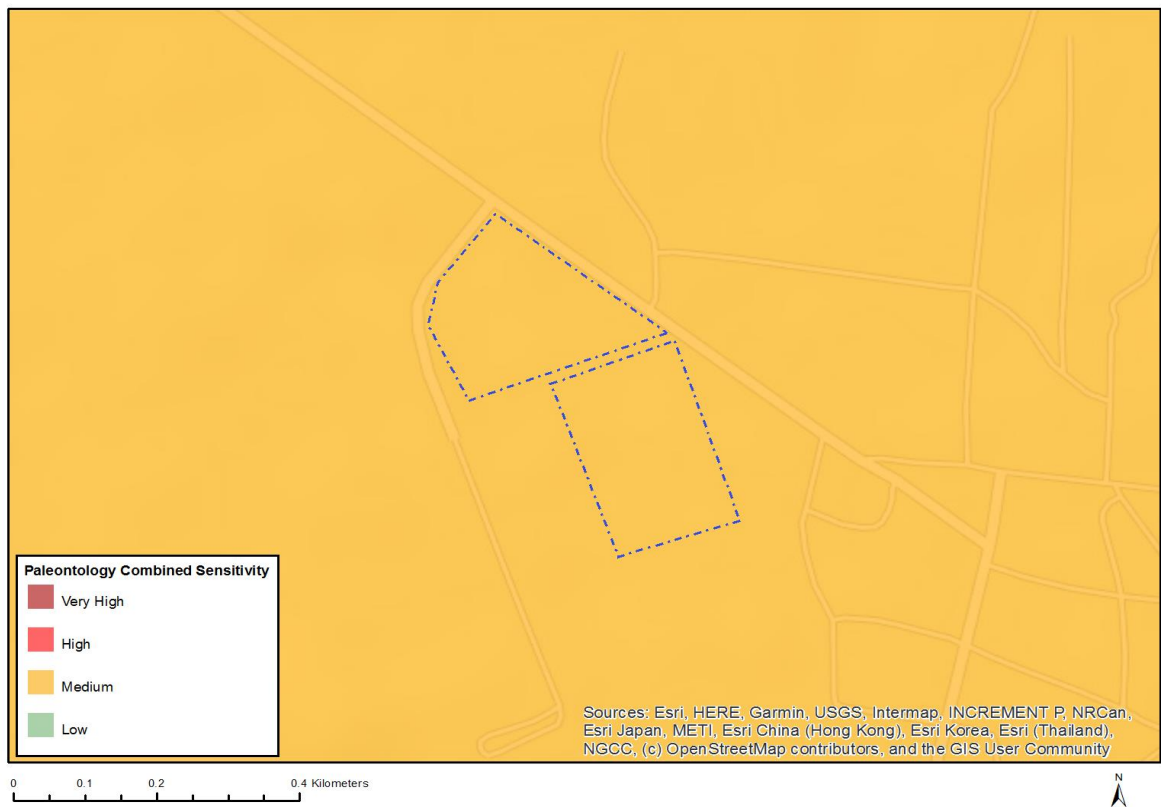 Paleontology Combined Sensitivity
Very High
High
Medium
Low
Sources: Esri, HERE, Garmin, USGS, Intermap, INCREMENT P, NRCan,
Esri Japan, METI, Esri China (Hong Kong), Esri Korea, Esri (Thailand),
NGCC, (c) OpenStreetMap contributors, and the GIS User Community
0 0.1 0.2 0.4 Kilometers
N